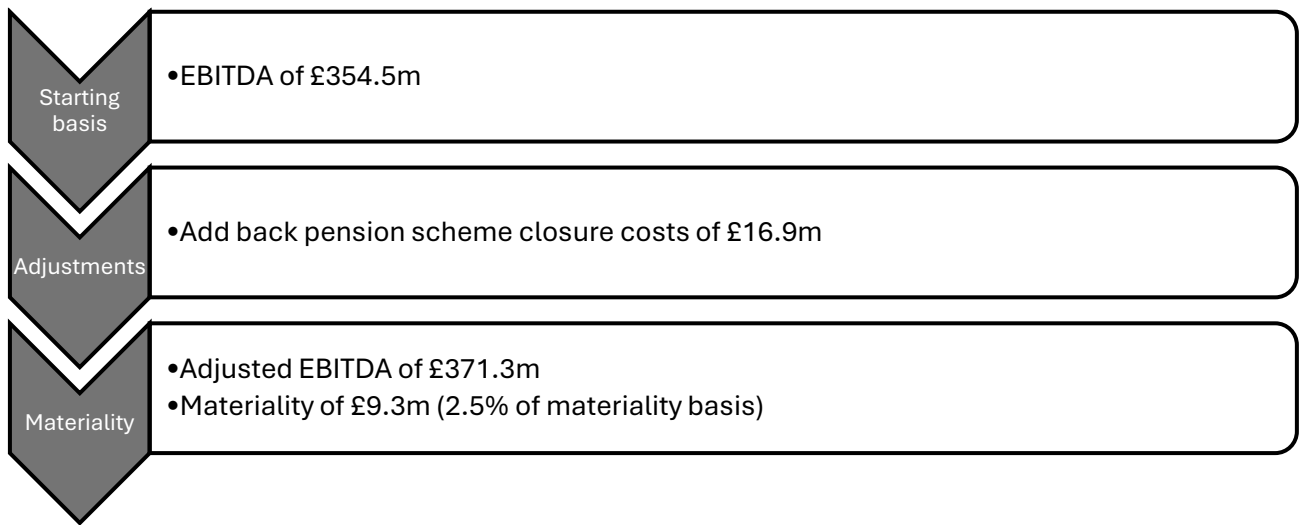 Starting
basis
•EBITDA of £354.5m
Adjustments
•Add back pension scheme closure costs of £16.9m
Materiality
•Adjusted EBITDA of £371.3m
•Materiality of £9.3m (2.5% of materiality basis)